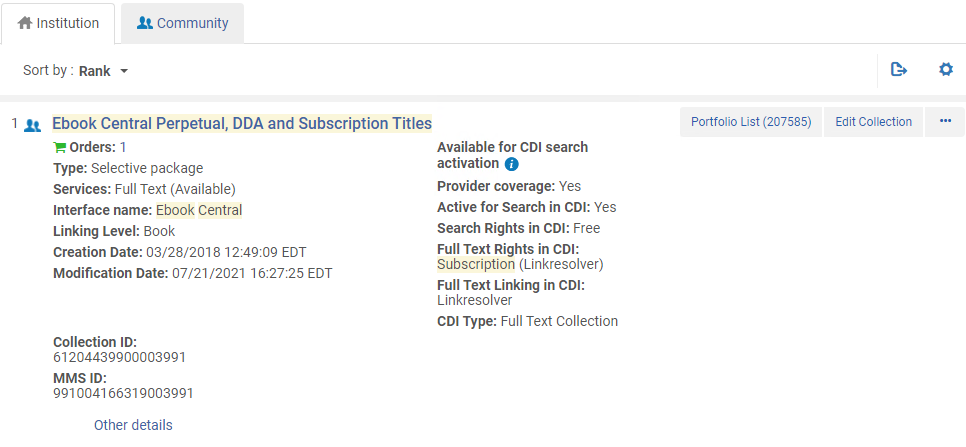 Institution
Community
Sort by : Rank
1 Ebook Central Perpetual, DDA and Subscription Titles
Portfolio List (207585)
Edit Collection
...
Orders: 1
Type: Selective package
Services: Full Text (Available)
Interface name: Ebook Central
Linking Level: Book
Creation Date: 03/28/2018 12:49:09 EDT
Modification Date: 07/21/2021 16:27:25 EDT
Available for CDI search
activation
Provider coverage: Yes
Active for Search in CDI: Yes
Search Rights in CDI: Free
Full Text Rights in CDI:
Subscription (Linkresolver)
Full Text Linking in CDI:
Linkresolver
CDI Type: Full Text Collection
Collection ID:
61204439900003991
MMS ID:
991004166319003991
Other details